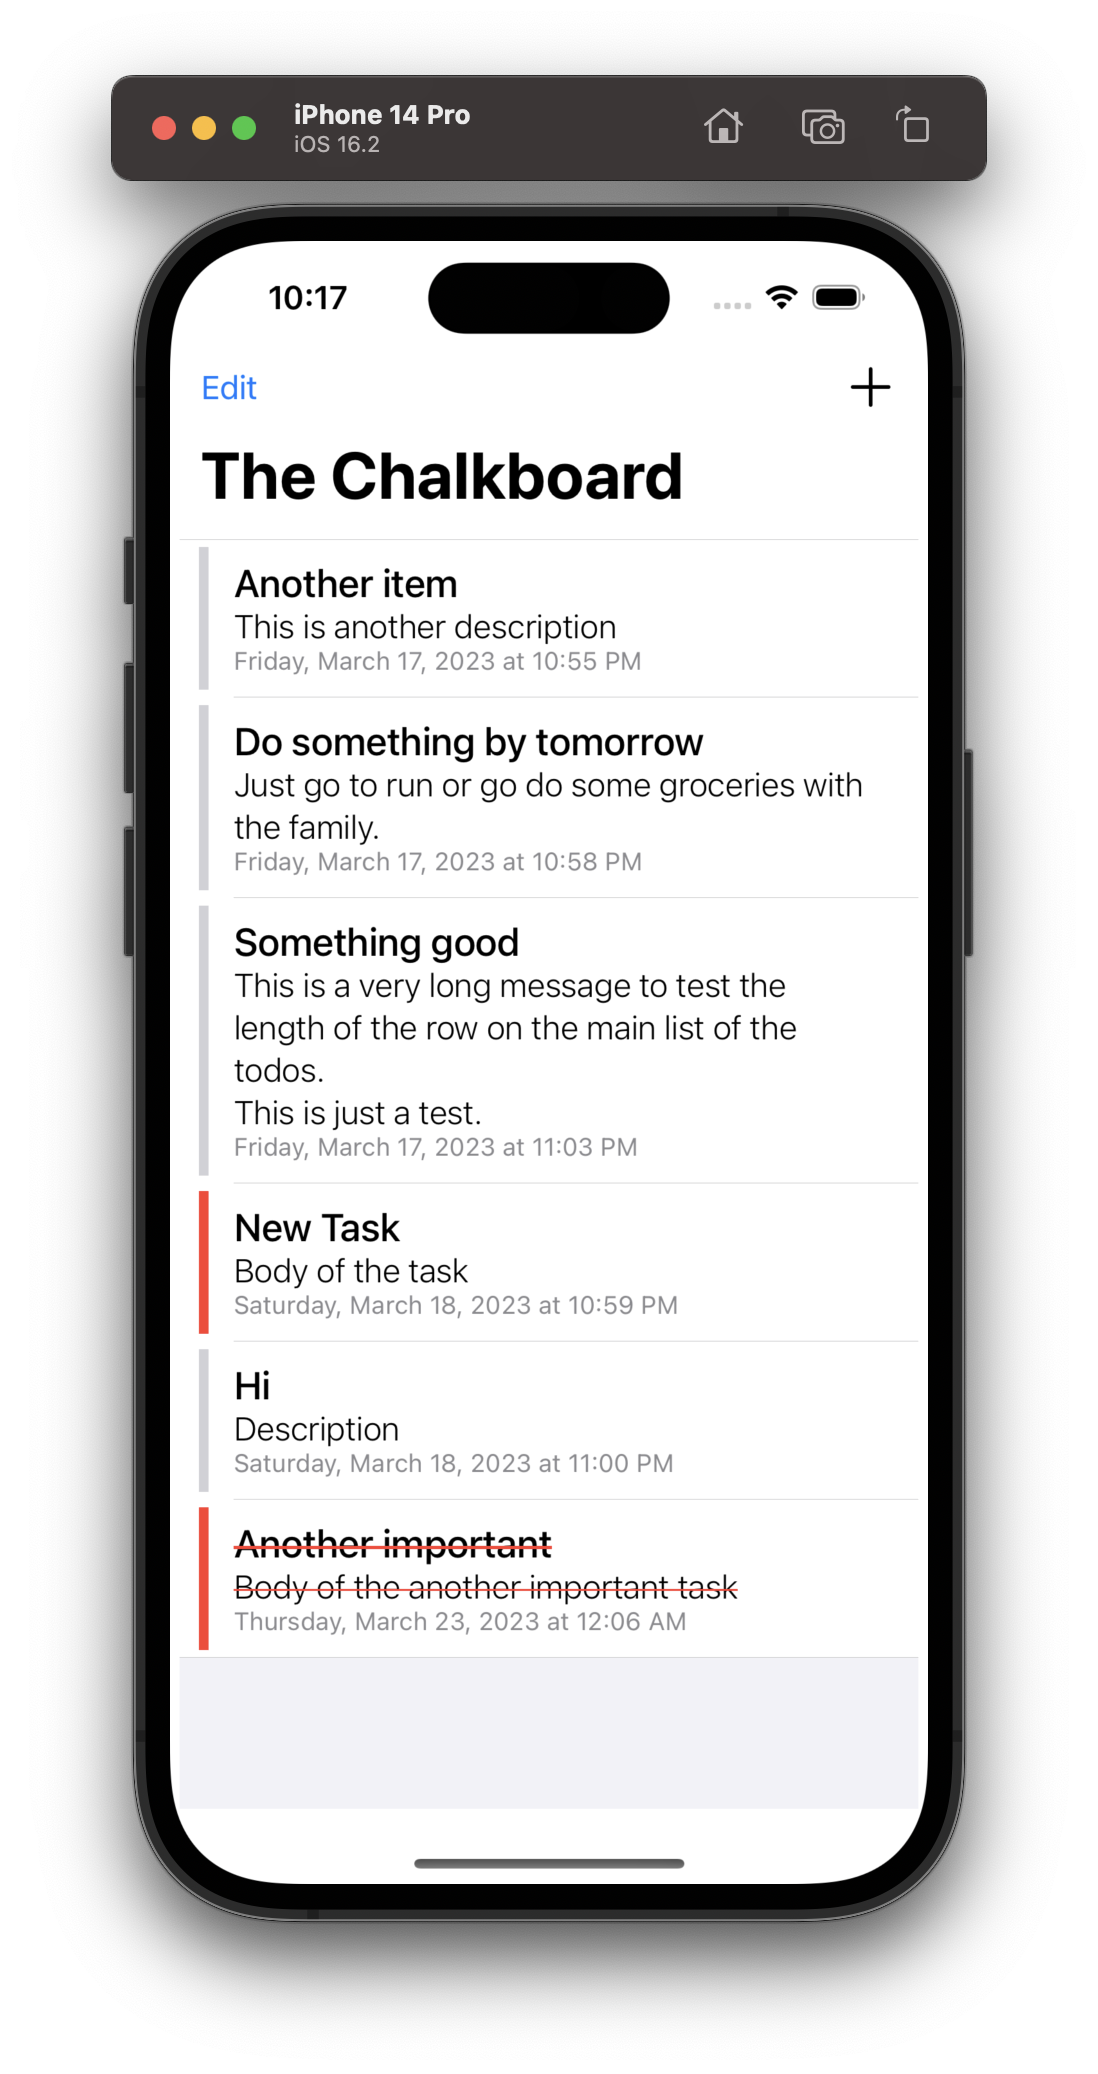 iPhone 14 Pro
iOS 16.2
10:17
Edit
The Chalkboard
Another item
This is another description
Friday, March 17, 2023 at 10:55 PM
Do something by tomorrow
Just go to run or go do some groceries with
the family.
Friday, March 17, 2023 at 10:58 PM
Something good
This is a very long message to test the
length of the row on the main list of the
todos.
This is just a test.
Friday, March 17, 2023 at 11:03 PM
New Task
Body of the task
Saturday, March 18, 2023 at 10:59 PM
Hi
Description
Saturday, March 18, 2023 at 11:00 PM
Another important
Body of the another important task
Thursday, March 23, 2023 at 12:06 AM